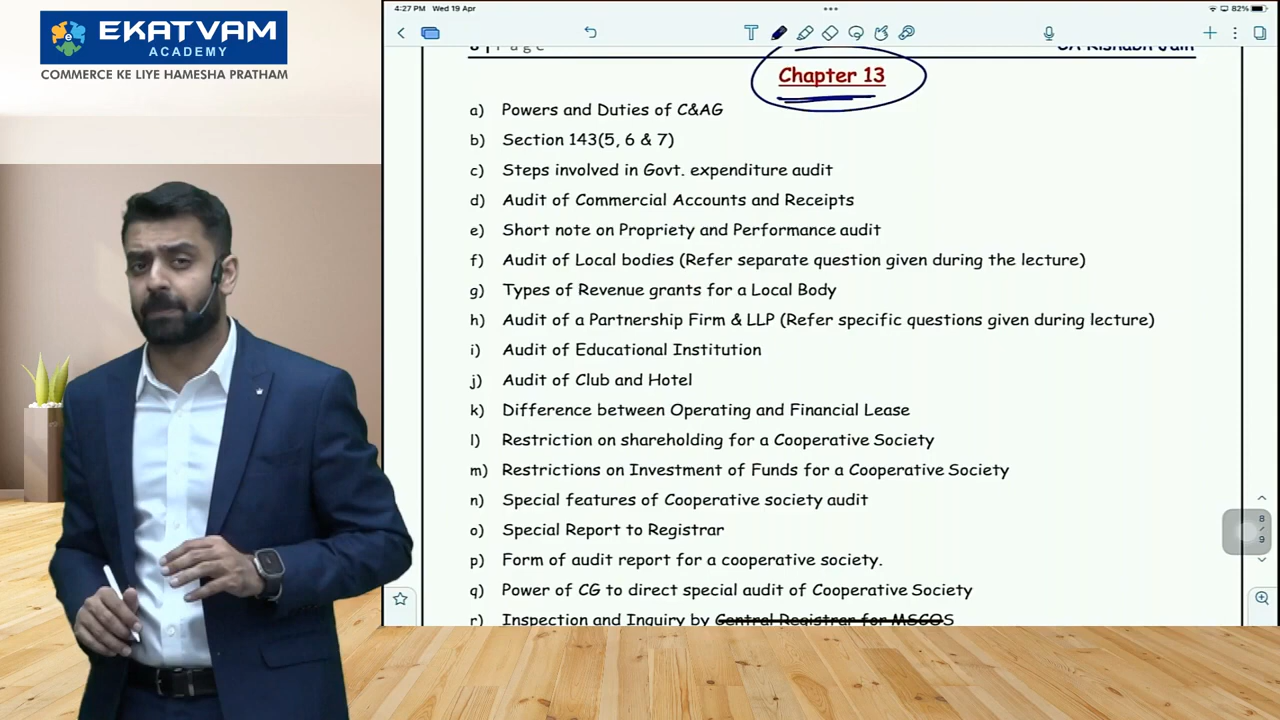 EKATVAM
ACADEMY
COMMERCE KE LIYE HAMESHA PRATHAM
4:27 PM Wed 19 Apr
82%
Chapter 13
a) Powers and Duties of C&AG
b) Section 143(5, 6 & 7)
c) Steps involved in Govt. expenditure audit
d) Audit of Commercial Accounts and Receipts
e) Short note on Propriety and Performance audit
f) Audit of Local bodies (Refer separate question given during the lecture)
g) Types of Revenue grants for a Local Body
h) Audit of a Partnership Firm & LLP (Refer specific questions given during lecture)
i) Audit of Educational Institution
j) Audit of Club and Hotel
k) Difference between Operating and Financial Lease
l) Restriction on shareholding for a Cooperative Society
m) Restrictions on Investment of Funds for a Cooperative Society
n) Special features of Cooperative society audit
o) Special Report to Registrar
p) Form of audit report for a cooperative society.
q) Power of CG to direct special audit of Cooperative Society
r) Inspection and Inquiry by Central Registrar for MSCOS
8
/
9